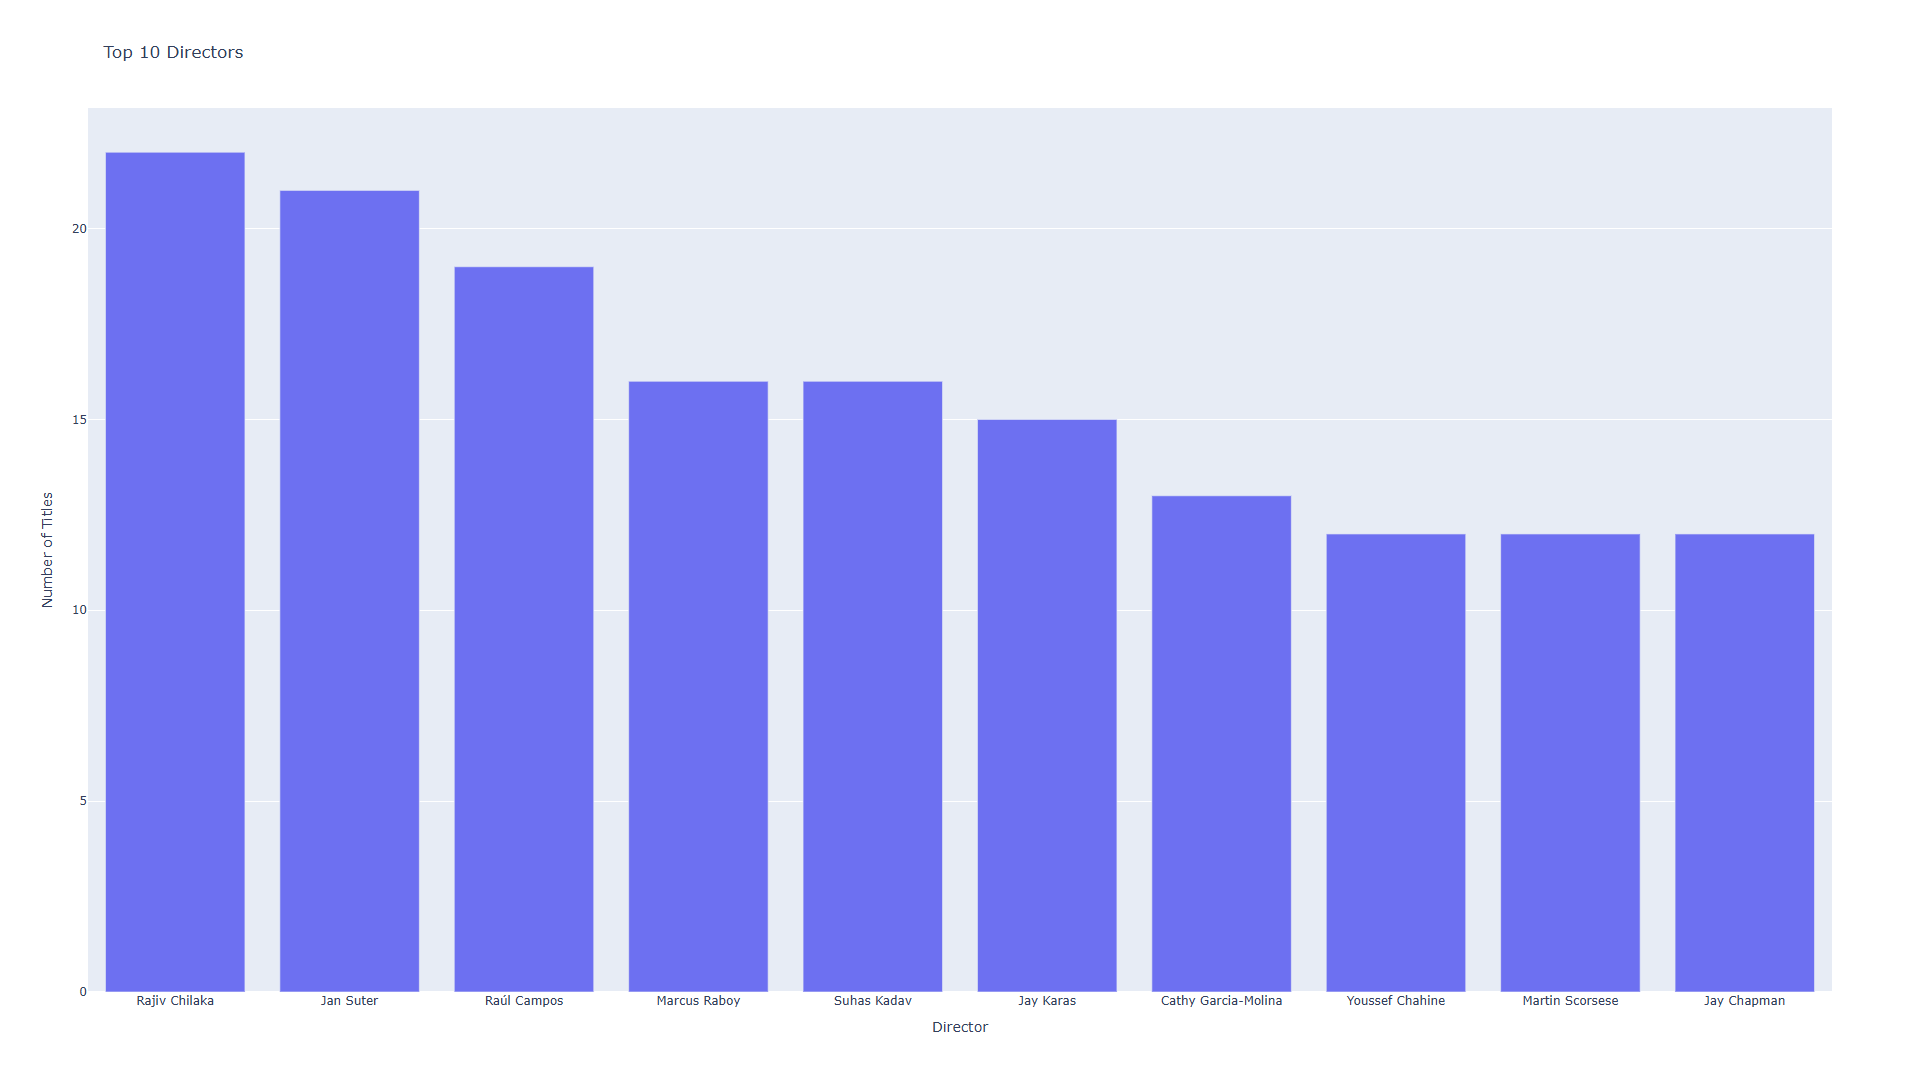 Top 10 Directors
Number of Titles
20
15
10
5
0
Rajiv Chilaka Jan Suter Raúl Campos Marcus Raboy Suhas Kadav Jay Karas Cathy Garcia-Molina Youssef Chahine Martin Scorsese Jay Chapman
Director